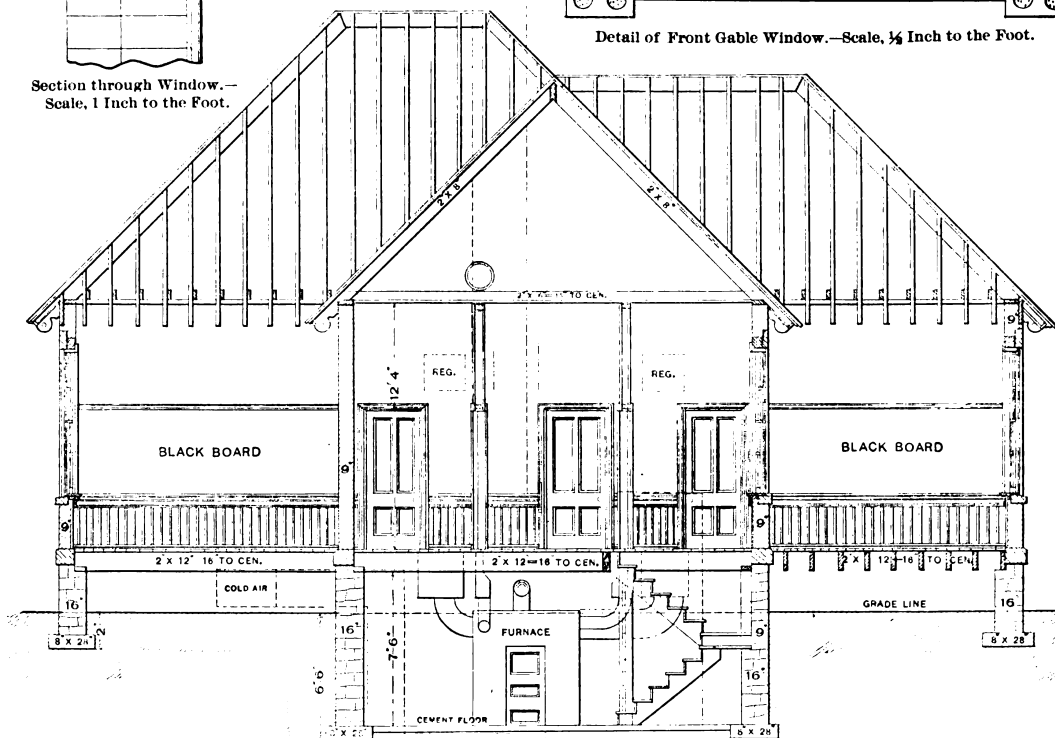 Detail of Front Gable Window.—Scale, ½ Inch to the Foot.
Section through Window.—
Scale, 1 Inch to the Foot.
2" X 8"
2" X 8"
TO CEN.
9"
REG.
REG.
12' 4"
BLACK BOARD
BLACK BOARD
9"
9"
9"
2" X 12" 16 TO CEN.
2" X 12=16 TO CEN.
2" X 12=16 TO CEN.
COLD AIR
GRADE LINE
16"
16"
16
FURNACE
9"
8 X 28"
2'
8 X 28"
7'-6"
6' 6"
16"
CEMENT FLOOR
8" X 28"